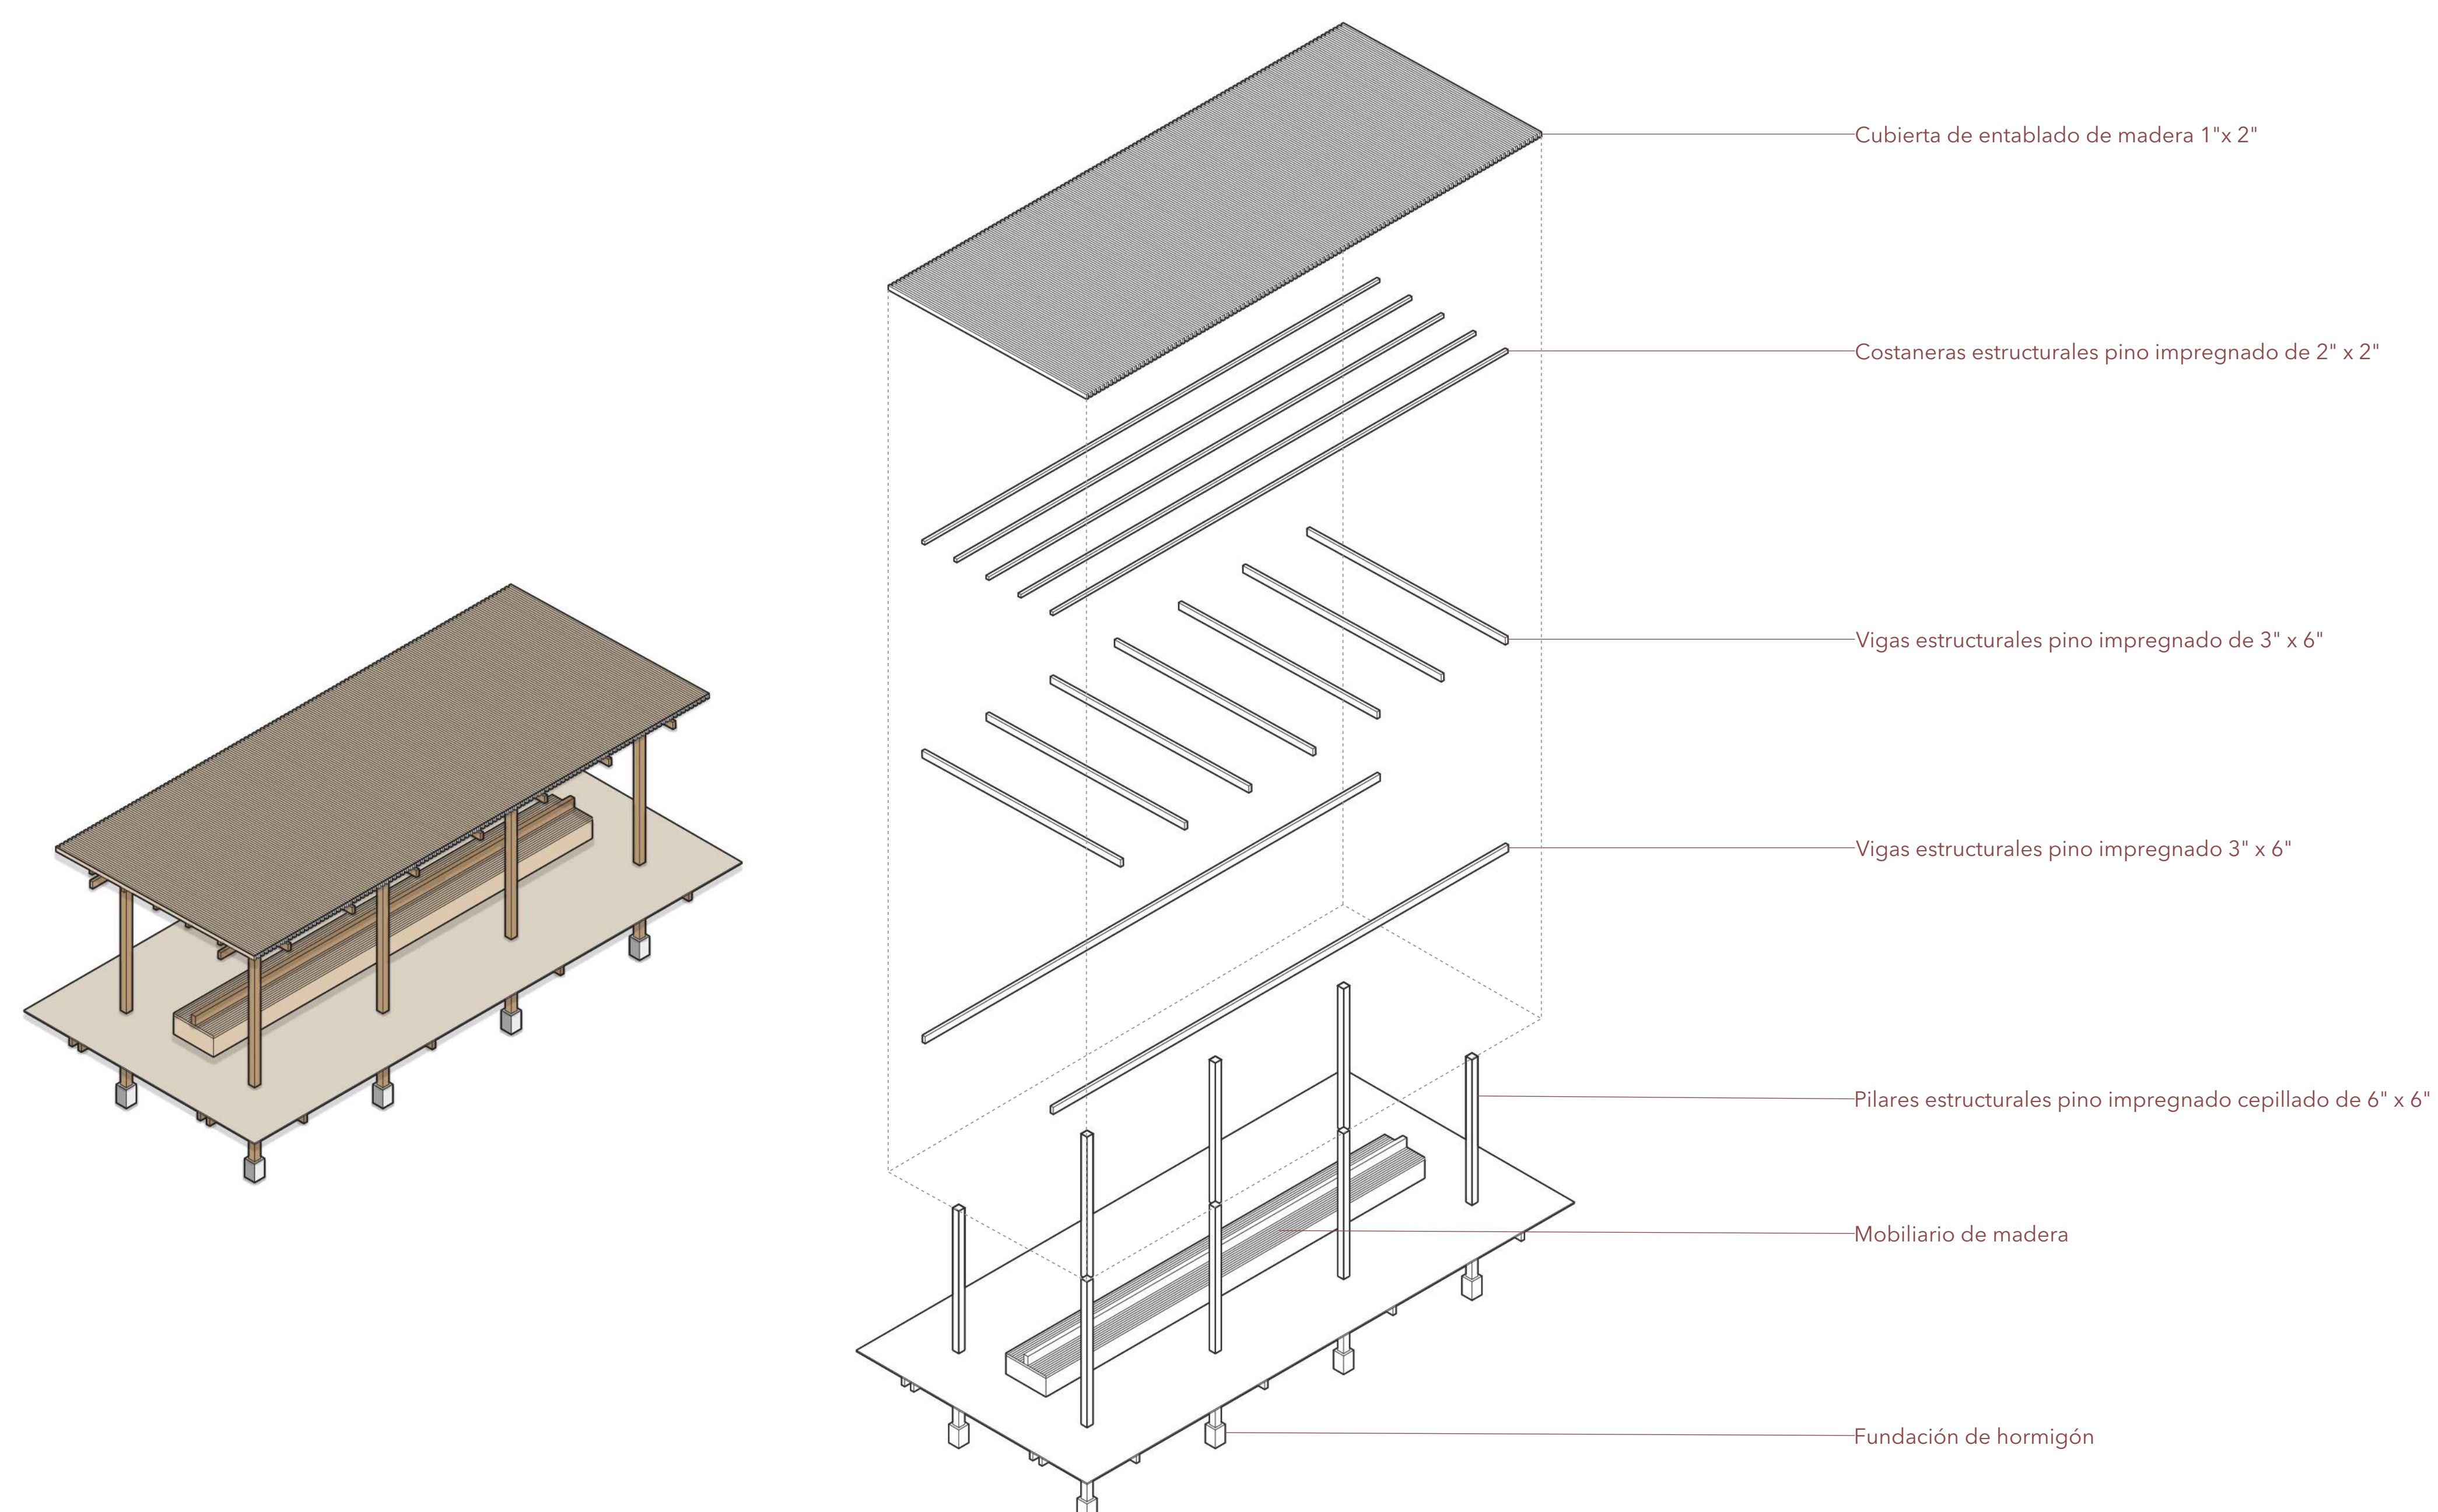 Cubierta de entablado de madera 1"x 2"
Costaneras estructurales pino impregnado de 2" x 2"
Vigas estructurales pino impregnado de 3" x 6"
Vigas estructurales pino impregnado 3" x 6"
Pilares estructurales pino impregnado cepillado de 6" x 6"
Mobiliario de madera
Fundación de hormigón